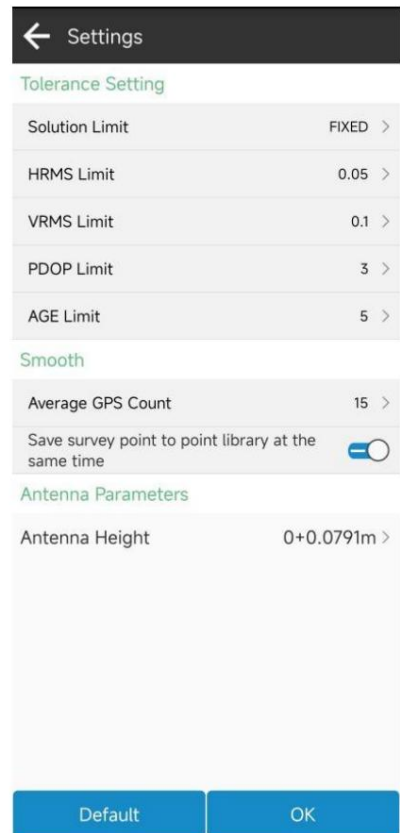 Settings
Tolerance Setting
Solution Limit FIXED >
HRMS Limit 0.05 >
VRMS Limit 0.1 >
PDOP Limit 3 >
AGE Limit 5 >
Smooth
Average GPS Count 15 >
Save survey point to point library at the
same time
Antenna Parameters
Antenna Height 0+0.0791m >
Default OK